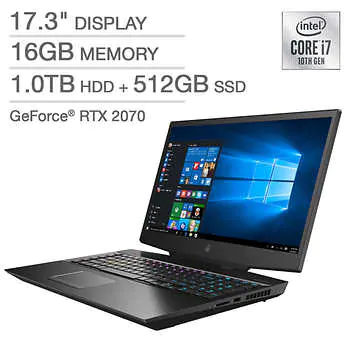 17.3" DISPLAY
16GB MEMORY
1.0TB HDD + 512GB SSD
GeForce® RTX 2070
intel
CORE i7
10TH GEN